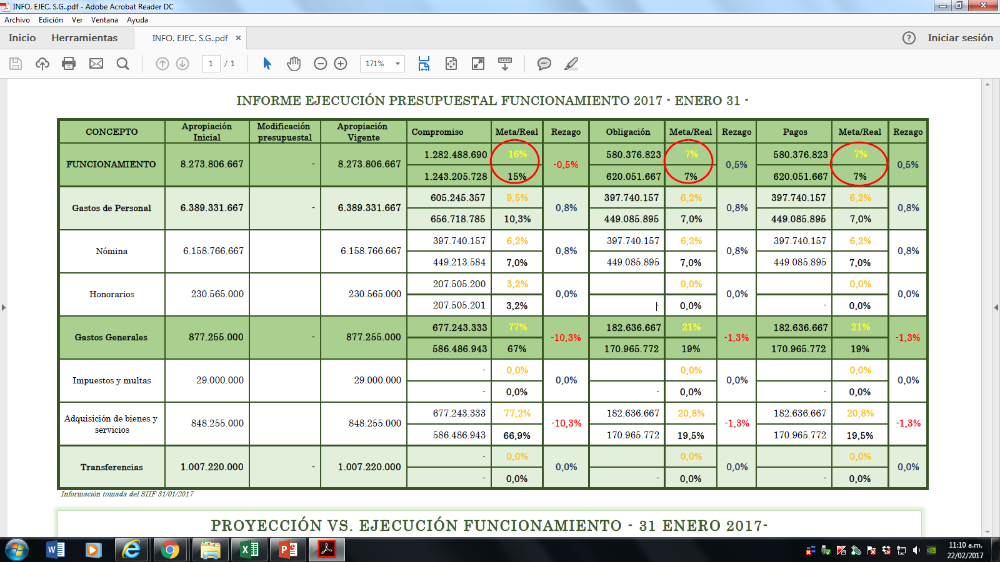 INFO. EJEC. S.G..pdf - Adobe Acrobat Reader DC
Archivo Edición Ver Ventana Ayuda
Inicio Herramientas INFO. EJEC. S.G..pdf × ? Iniciar sesión
1 / 1 171%
INFORME EJECUCIÓN PRESUPUESTAL FUNCIONAMIENTO 2017 - ENERO 31 -
CONCEPTO Apropiación Inicial Modificación presupuestal Apropiación Vigente Compromiso Meta/Real Rezago Obligación Meta/Real Rezago Pagos Meta/Real Rezago
FUNCIONAMIENTO 8.273.806.667 - 8.273.806.667 1.282.488.690 16% -0,5% 580.376.823 7% 0,5% 580.376.823 7% 0,5%
1.243.205.728 15% 620.051.667 7% 620.051.667 7%
Gastos de Personal 6.389.331.667 - 6.389.331.667 605.245.357 9,5% 0,8% 397.740.157 6,2% 0,8% 397.740.157 6,2% 0,8%
656.718.785 10,3% 449.085.895 7,0% 449.085.895 7,0%
Nómina 6.158.766.667 6.158.766.667 397.740.157 6,2% 0,8% 397.740.157 6,2% 0,8% 397.740.157 6,2% 0,8%
449.213.584 7,0% 449.085.895 7,0% 449.085.895 7,0%
Honorarios 230.565.000 230.565.000 207.505.200 3,2% 0,0% 0,0% 0,0% 0,0% 0,0%
207.505.201 3,2% - 0,0% - 0,0%
Gastos Generales 877.255.000 - 877.255.000 677.243.333 77% -10,3% 182.636.667 21% -1,3% 182.636.667 21% -1,3%
586.486.943 67% 170.965.772 19% 170.965.772 19%
Impuestos y multas 29.000.000 29.000.000 - 0,0% 0,0% 0,0% 0,0% 0,0% 0,0%
- 0,0% - 0,0% - 0,0%
Adquisición de bienes y servicios 848.255.000 848.255.000 677.243.333 77,2% -10,3% 182.636.667 20,8% -1,3% 182.636.667 20,8% -1,3%
586.486.943 66,9% 170.965.772 19,5% 170.965.772 19,5%
Transferencias 1.007.220.000 - 1.007.220.000 - 0,0% 0,0% 0,0% 0,0% 0,0% 0,0%
- 0,0% - 0,0% - 0,0%
Información tomada del SIIF 31/01/2017
PROYECCIÓN VS. EJECUCIÓN FUNCIONAMIENTO - 31 ENERO 2017-
11:10 a.m.
22/02/2017